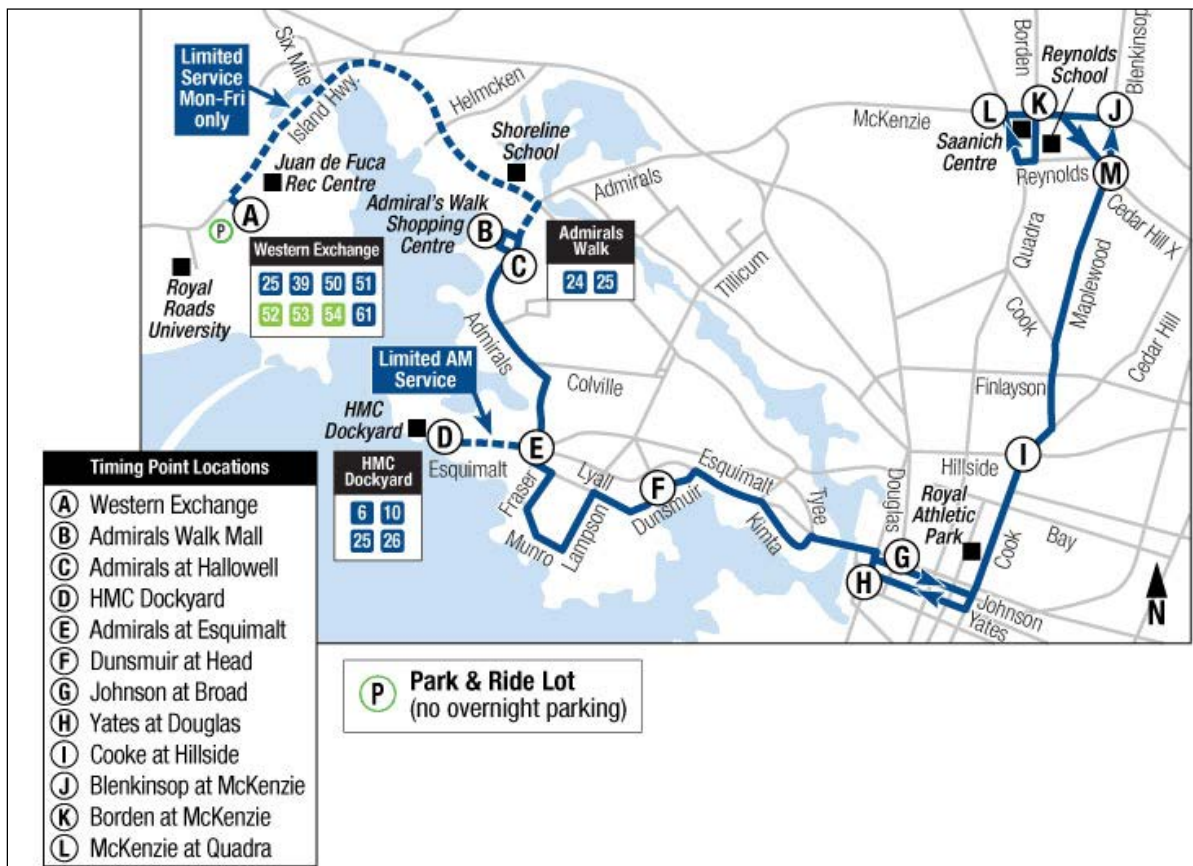 Limited
Service
Mon-Fri
only
Six Mile
Island Hwy.
Helmcken
Juan de Fuca
Rec Centre
Shoreline
School
Admirals
Admiral's Walk
Shopping
Centre
A
P
B
C
Royal
Roads
University
Western Exchange
25 39 50 51
52 53 54 61
Admirals
Walk
24 25
Tillicum
McKenzie
Borden
Reynolds
School
Blenkinsop
L
K
J
Saanich
Centre
Reynolds
M
Cedar Hill X
Quadra
Maplewood
Cook
Cedar Hill
Finlayson
Admirals
Limited AM
Service
Colville
HMC
Dockyard
D
E
Esquimalt
HMC
Dockyard
6 10
25 26
Fraser
Munro
Lyall
Lampson
F
Dunsmuir
Esquimalt
Kimta
Tyee
Douglas
Hillside
I
Royal
Athletic
Park
Cook
Bay
G
H
Johnson
Yates
N
Timing Point Locations
A Western Exchange
B Admirals Walk Mall
C Admirals at Hallowell
D HMC Dockyard
E Admirals at Esquimalt
F Dunsmuir at Head
G Johnson at Broad
H Yates at Douglas
I Cooke at Hillside
J Blenkinsop at McKenzie
K Borden at McKenzie
L McKenzie at Quadra
P Park & Ride Lot
(no overnight parking)